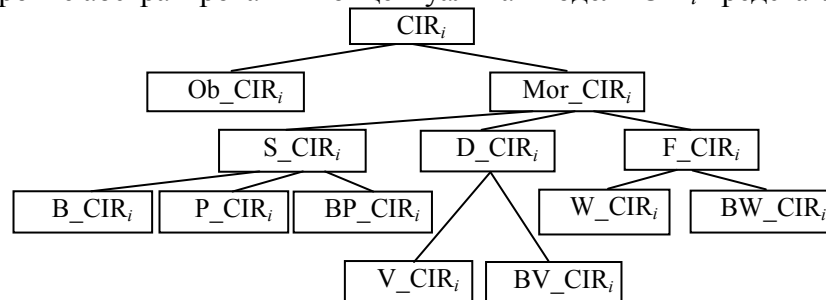 CIRᵢ
Ob_CIRᵢ Mor_CIRᵢ
S_CIRᵢ D_CIRᵢ F_CIRᵢ
B_CIRᵢ P_CIRᵢ BP_CIRᵢ W_CIRᵢ BW_CIRᵢ
V_CIRᵢ BV_CIRᵢ